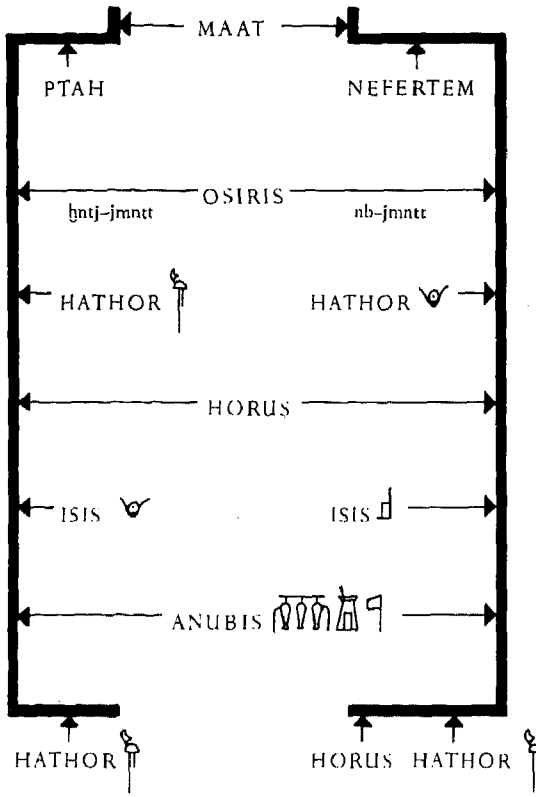 MAAT
PTAH NEFERTEM
OSIRIS
ḫntj-jmntt nb-jmntt
HATHOR HATHOR
HORUS
ISIS ISIS
ANUBIS
HATHOR HORUS HATHOR